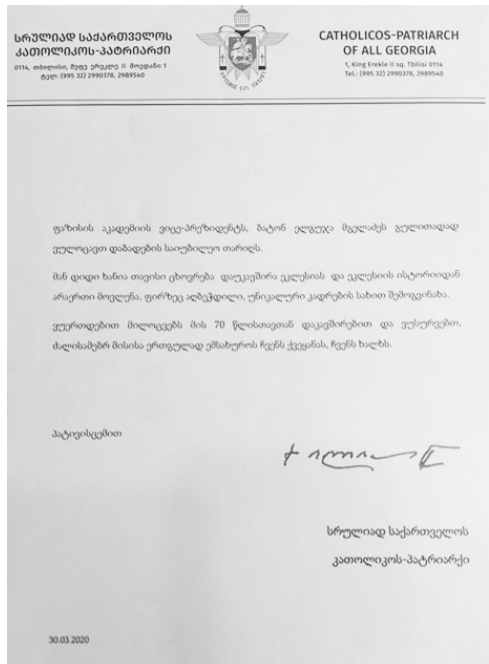 ᲡᲠᲣᲚᲘᲐᲓ ᲡᲐᲥᲐᲠᲗᲕᲔᲚᲝᲡ
ᲙᲐᲗᲝᲚᲘᲙᲝᲡ-ᲞᲐᲢᲠᲘᲐᲠᲥᲘ
0114, თბილისი, მეფე ერეკლე II მოედანი 1
ტელ: (995 32) 2990378, 2989540
CATHOLICOS-PATRIARCH
OF ALL GEORGIA
1, King Erekle II sq. Tbilisi 0114
Tel.: (995 32) 2990378, 2989540
ფაზისის აკადემიის ვიცე-პრეზიდენტს, ბატონ ელგუჯა მგელაძეს გულითადად
ვულოცავთ დაბადების საიუბილეო თარიღს.
მან დიდი ხანია თავისი ცხოვრება დაუკავშირა ეკლესიას და ეკლესიის ისტორიიდან
არაერთი მოვლენა, ფირზეც აღბეჭდილი, უნიკალური კადრების სახით შემოგვინახა.
ვუერთდებით მილოცვებს მის 70 წლისთავთან დაკავშირებით და ვუსურვებთ,
ძალისამებრ მისისა ერთგულად ემსახუროს ჩვენს ქვეყანას, ჩვენს ხალხს.
პატივისცემით
სრულიად საქართველოს
კათოლიკოს-პატრიარქი
30.03.2020